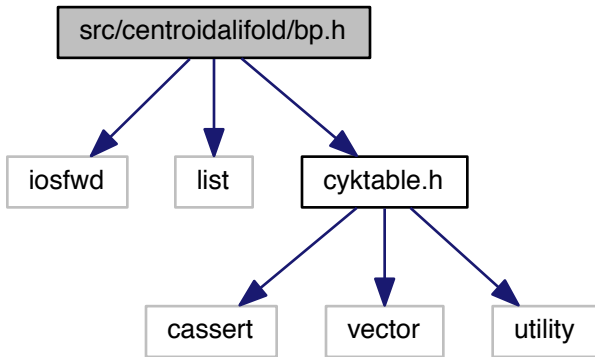 src/centroidalifold/bp.h
iosfwd
list
cyktable.h
cassert
vector
utility